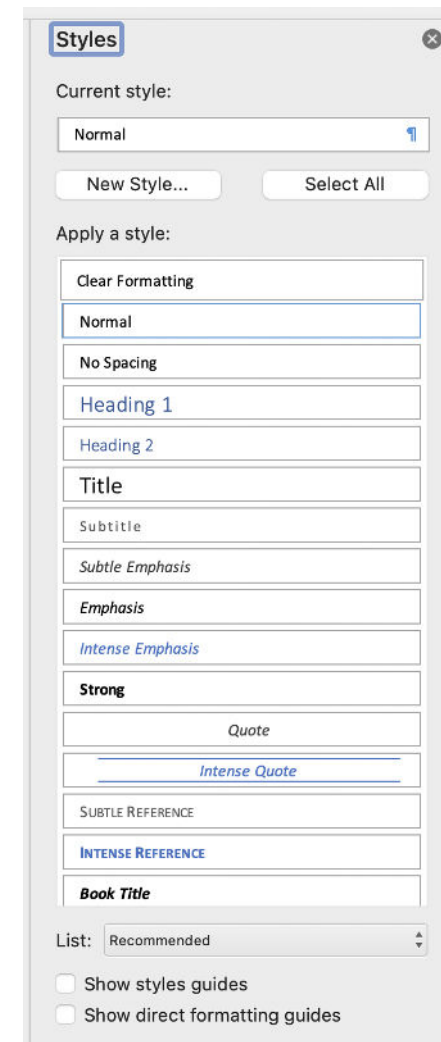 Styles
Current style:
Normal ¶
New Style... Select All
Apply a style:
Clear Formatting
Normal
No Spacing
Heading 1
Heading 2
Title
Subtitle
Subtle Emphasis
Emphasis
Intense Emphasis
Strong
Quote
Intense Quote
SUBTLE REFERENCE
INTENSE REFERENCE
Book Title
List: Recommended
Show styles guides
Show direct formatting guides